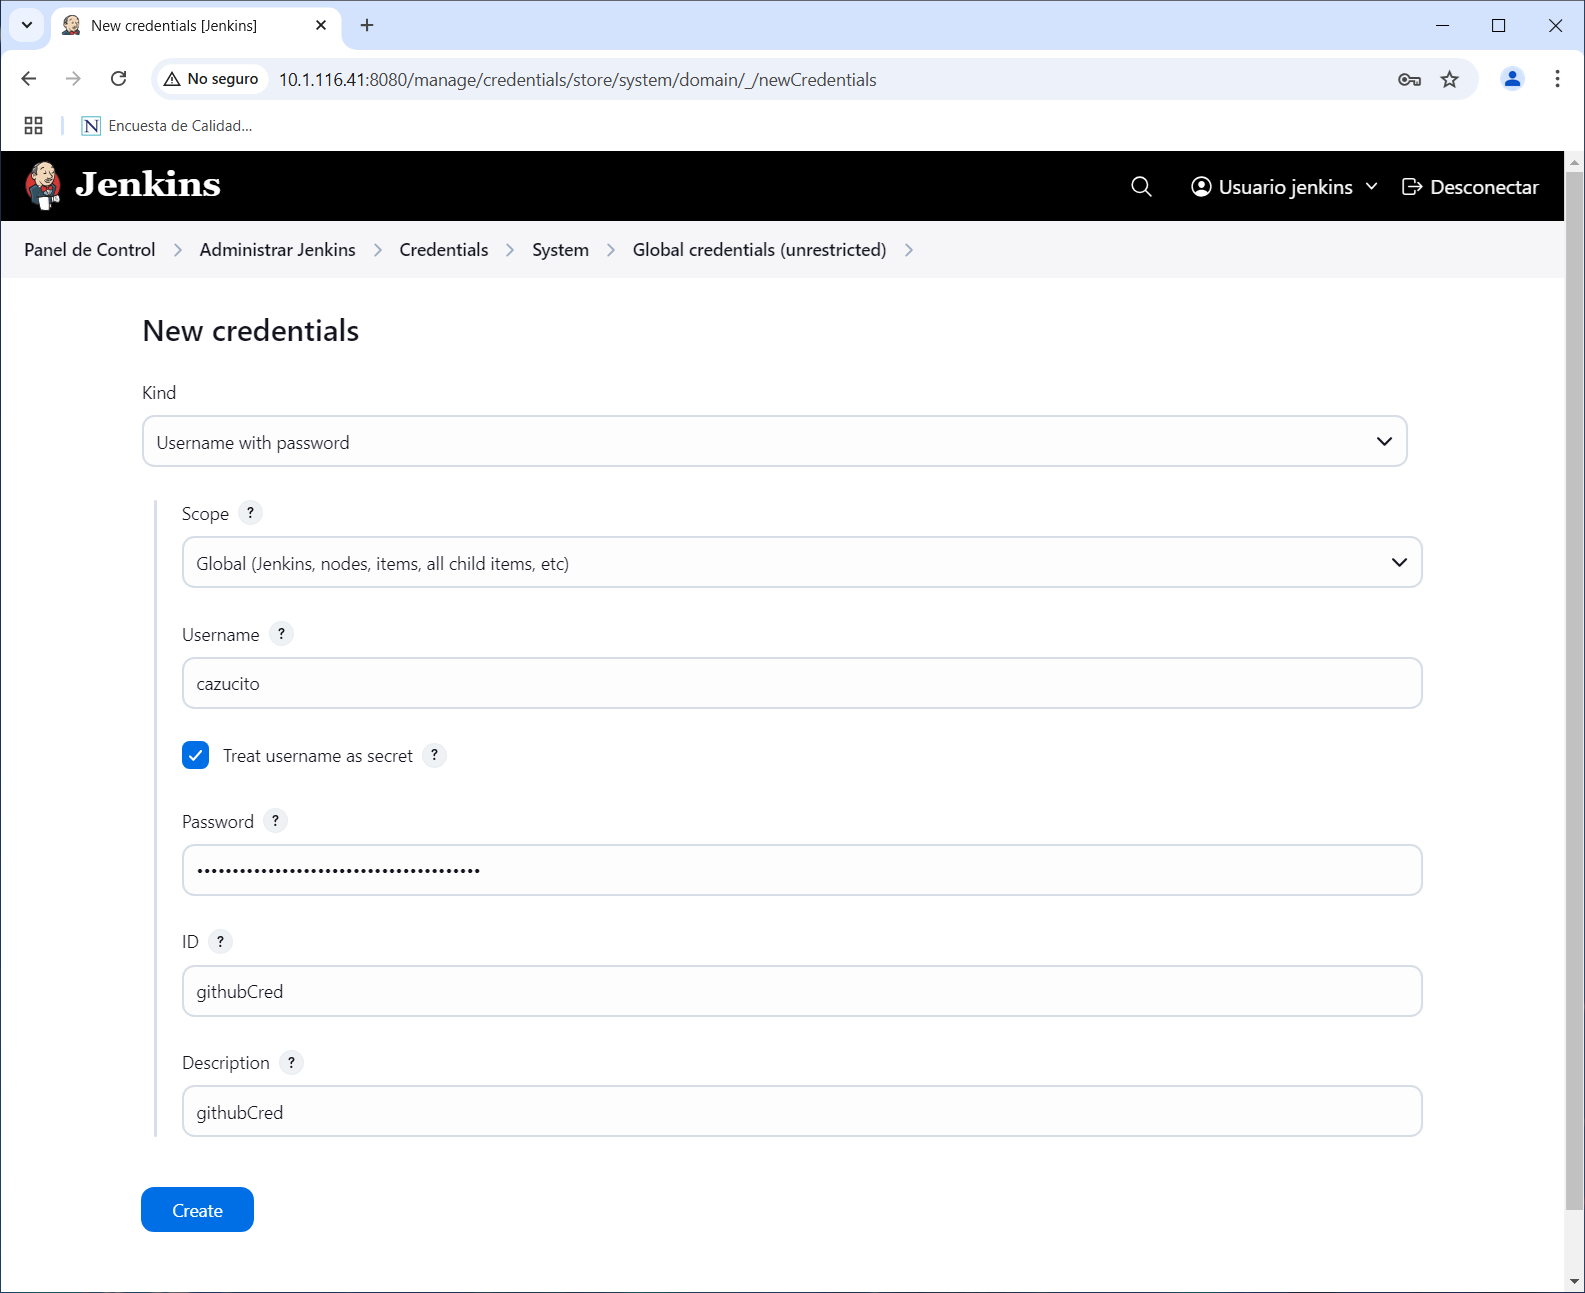 New credentials [Jenkins]
No seguro
10.1.116.41:8080/manage/credentials/store/system/domain/_/newCredentials
Encuesta de Calidad...
Jenkins
Usuario jenkins
Desconectar
Panel de Control
Administrar Jenkins
Credentials
System
Global credentials (unrestricted)
New credentials
Kind
Username with password
Scope ?
Global (Jenkins, nodes, items, all child items, etc)
Username ?
cazucito
Treat username as secret ?
Password ?
ID ?
githubCred
Description ?
githubCred
Create